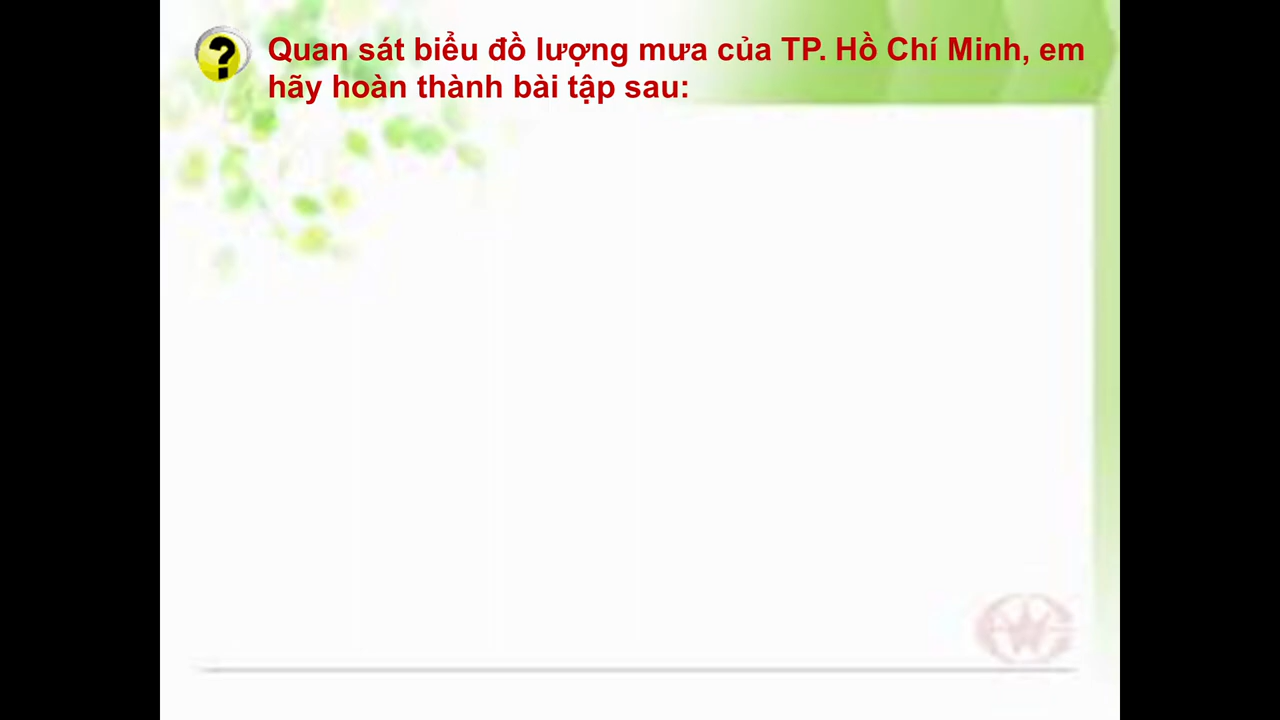 Quan sát biểu đồ lượng mưa của TP. Hồ Chí Minh, em
hãy hoàn thành bài tập sau: